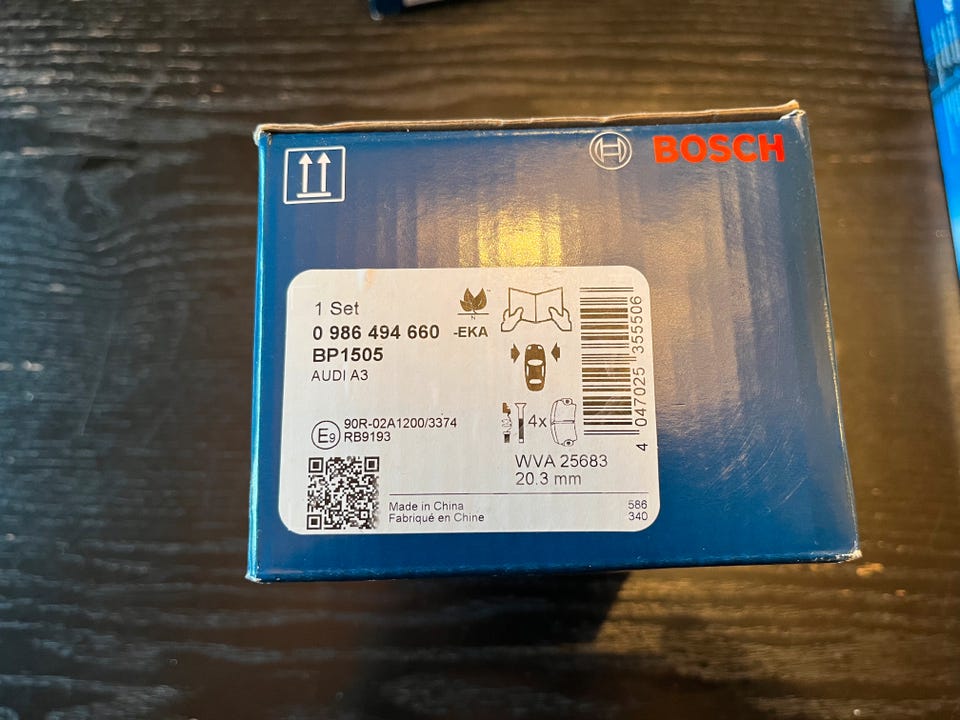 BOSCH
1 Set
0 986 494 660 -EKA
BP1505
AUDI A3
N
4x
E9
90R-02A1200/3374
RB9193
WVA 25683
20.3 mm
Made in China
Fabriqué en Chine
586
340
4 047025 355506